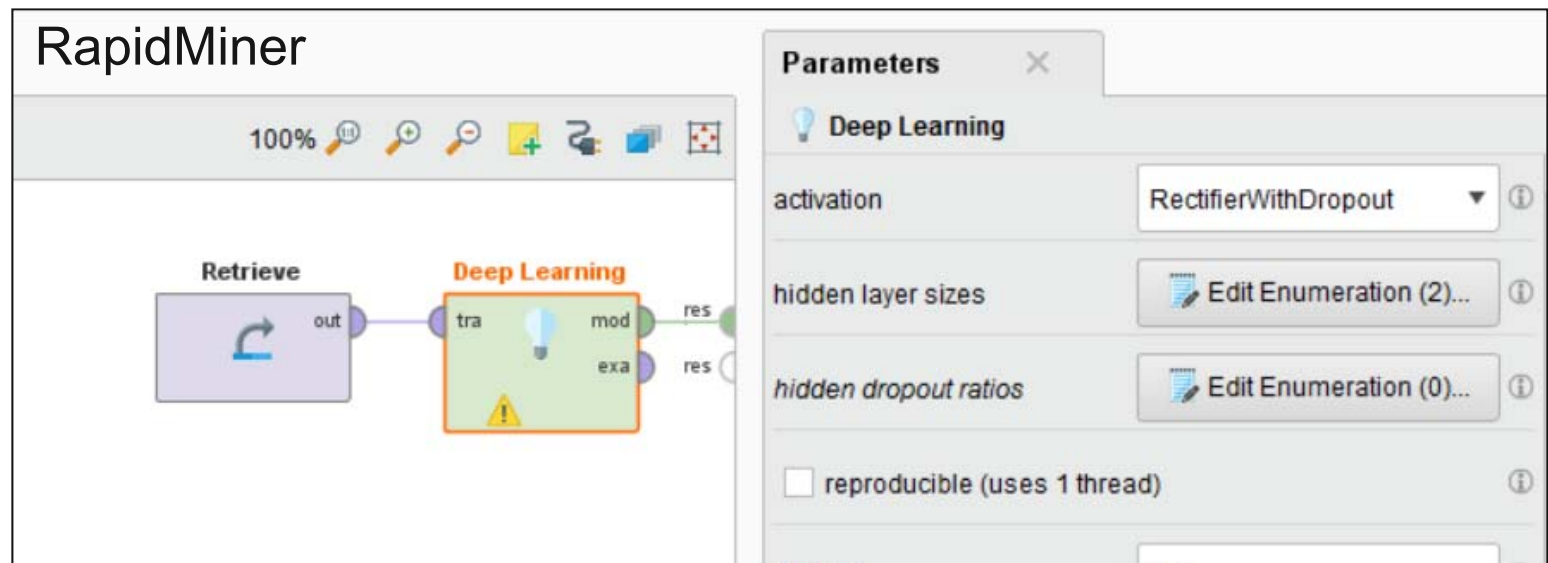 RapidMiner
100%
Retrieve
out
Deep Learning
tra
mod
exa
res
res
Parameters
Deep Learning
activation
RectifierWithDropout
hidden layer sizes
Edit Enumeration (2)...
hidden dropout ratios
Edit Enumeration (0)...
reproducible (uses 1 thread)